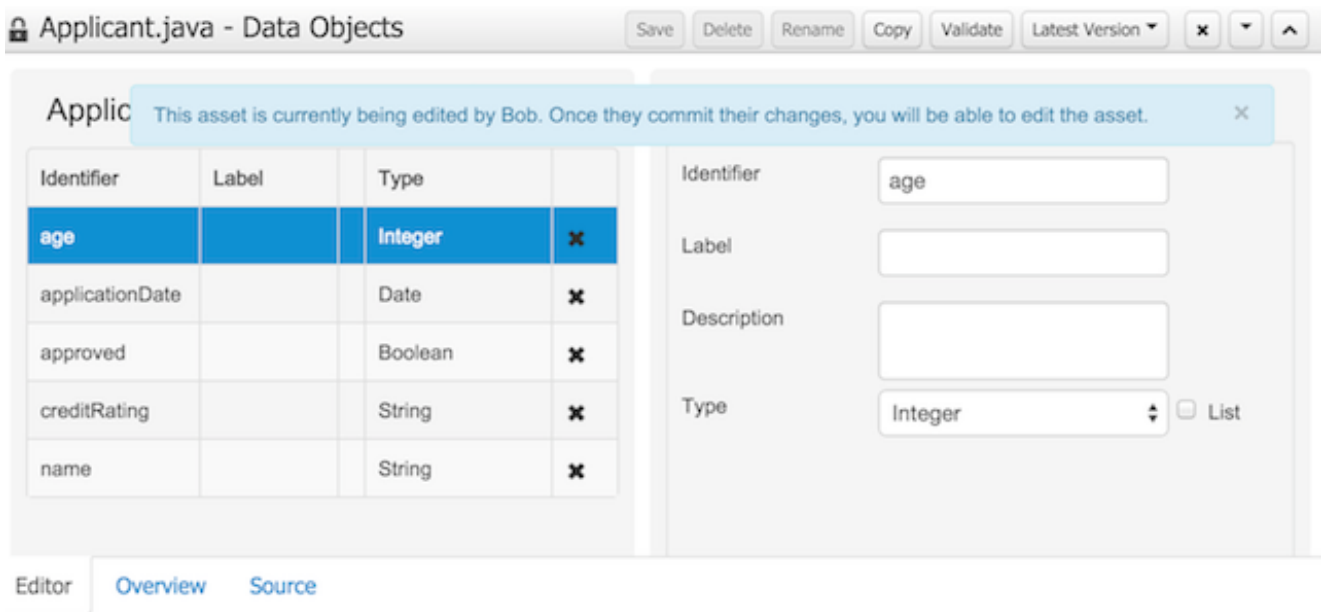 Applicant.java - Data Objects
Save Delete Rename Copy Validate Latest Version
Applic
This asset is currently being edited by Bob. Once they commit their changes, you will be able to edit the asset.
Identifier Label Type
age Integer
applicationDate Date
approved Boolean
creditRating String
name String
Identifier age
Label
Description
Type Integer List
Editor Overview Source